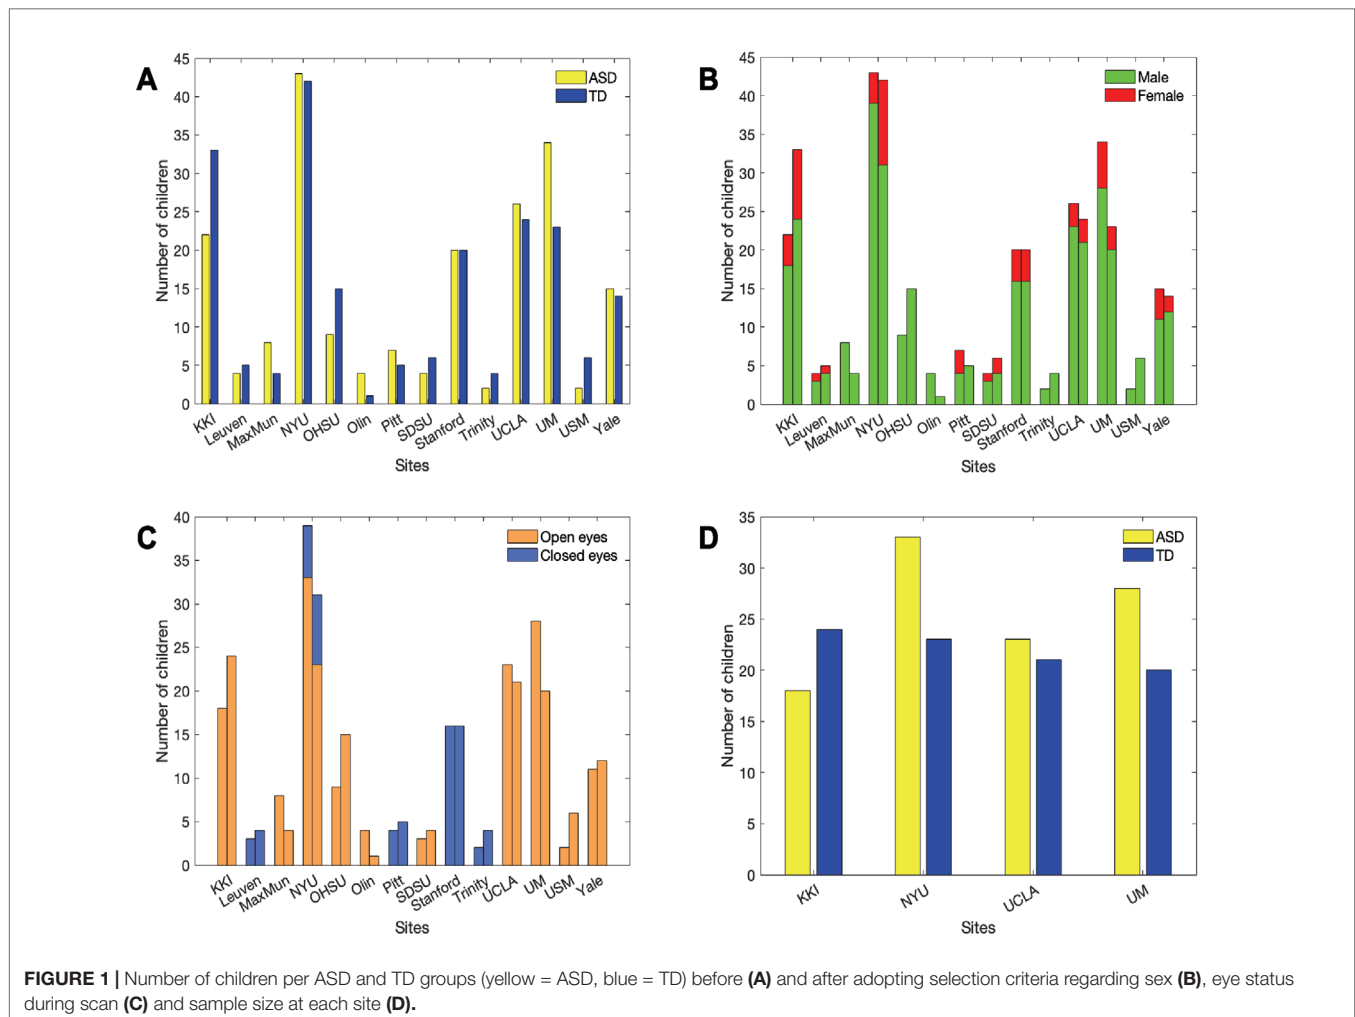 A
45
40
35
30
25
20
15
10
5
0
Number of children
ASD
TD
KKI
Leuven
MaxMun
NYU
OHSU
Olin
Pitt
SDSU
Stanford
Trinity
UCLA
UM
USM
Yale
Sites
B
45
40
35
30
25
20
15
10
5
0
Number of children
Male
Female
KKI
Leuven
MaxMun
NYU
OHSU
Olin
Pitt
SDSU
Stanford
Trinity
UCLA
UM
USM
Yale
Sites
C
40
35
30
25
20
15
10
5
0
Number of children
Open eyes
Closed eyes
KKI
Leuven
MaxMun
NYU
OHSU
Olin
Pitt
SDSU
Stanford
Trinity
UCLA
UM
USM
Yale
Sites
D
35
30
25
20
15
10
5
0
Number of children
ASD
TD
KKI
NYU
UCLA
UM
Sites
FIGURE 1 | Number of children per ASD and TD groups (yellow = ASD, blue = TD) before (A) and after adopting selection criteria regarding sex (B), eye status
during scan (C) and sample size at each site (D).